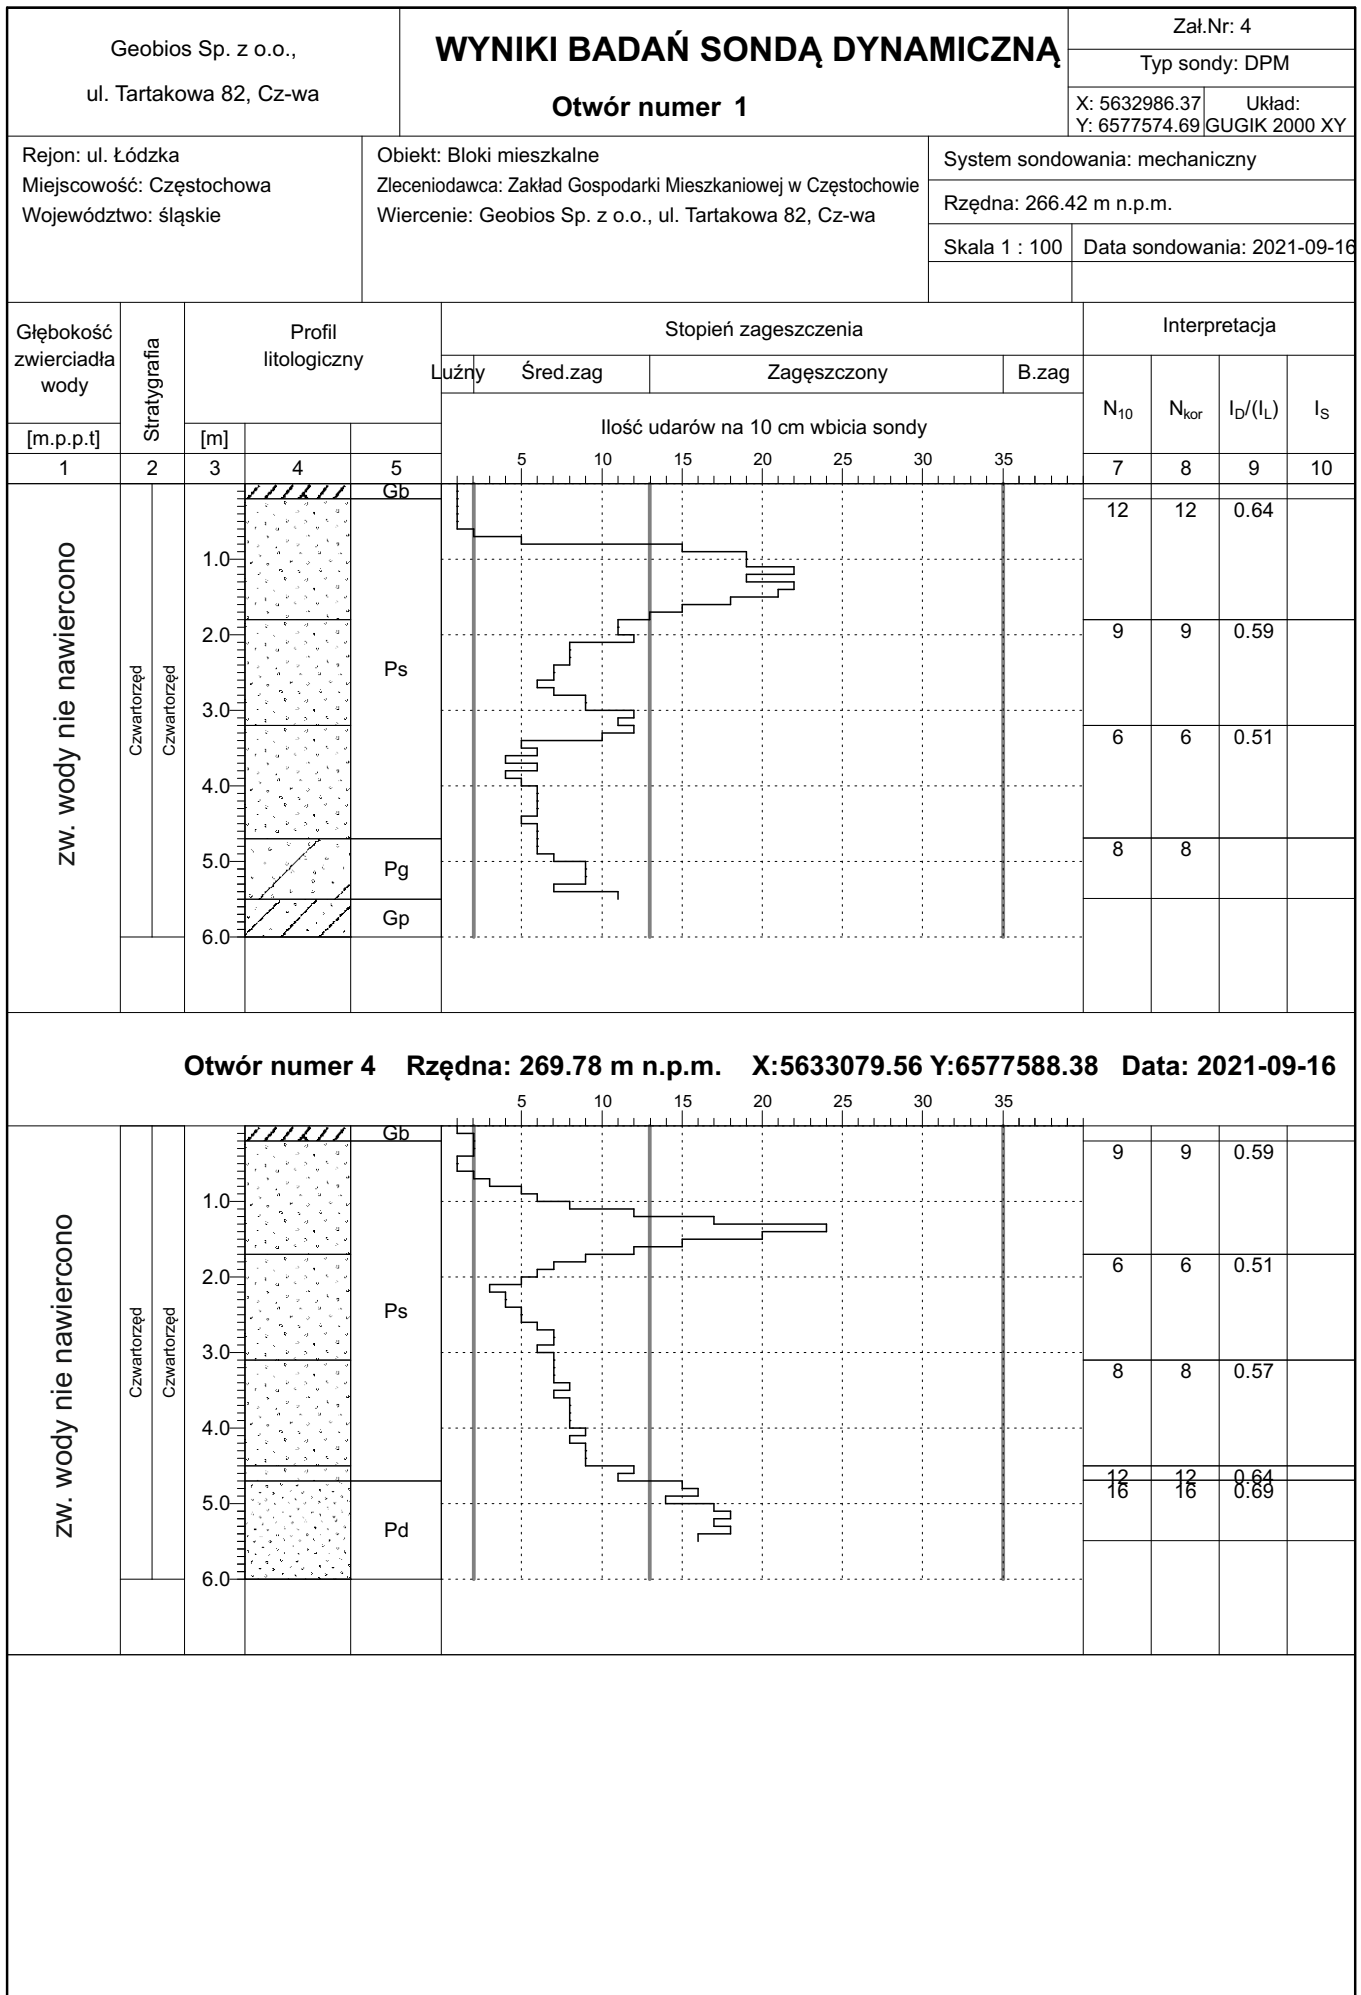 Geobios Sp. z o.o.,
ul. Tartakowa 82, Cz-wa
WYNIKI BADAŃ SONDĄ DYNAMICZNĄ
Otwór numer 1
Zał.Nr: 4
Typ sondy: DPM
X: 5632986.37
Y: 6577574.69
Układ:
GUGIK 2000 XY
Rejon: ul. Łódzka
Miejscowość: Częstochowa
Województwo: śląskie
Obiekt: Bloki mieszkalne
Zleceniodawca: Zakład Gospodarki Mieszkaniowej w Częstochowie
Wiercenie: Geobios Sp. z o.o., ul. Tartakowa 82, Cz-wa
System sondowania: mechaniczny
Rzędna: 266.42 m n.p.m.
Skala 1 : 100
Data sondowania: 2021-09-16
Głębokość
zwierciadła
wody
[m.p.p.t]
Stratygrafia
Profil
litologiczny
[m]
Stopień zageszczenia
Luźny Śred.zag Zagęszczony B.zag
Ilość udarów na 10 cm wbicia sondy
Interpretacja
N10 Nkor ID/(IL) IS
5 10 15 20 25 30 35
1 2 3 4 5 7 8 9 10
zw. wody nie nawiercono
Czwartorzęd
Czwartorzęd
Gb
12 12 0.64
1.0
2.0
9 9 0.59
Ps
3.0
6 6 0.51
4.0
8 8
5.0
Pg
Gp
6.0
Otwór numer 4 Rzędna: 269.78 m n.p.m. X:5633079.56 Y:6577588.38 Data: 2021-09-16
5 10 15 20 25 30 35
zw. wody nie nawiercono
Czwartorzęd
Czwartorzęd
Gb
9 9 0.59
1.0
6 6 0.51
2.0
Ps
3.0
8 8 0.57
4.0
12 12 0.64
16 16 0.69
5.0
Pd
6.0